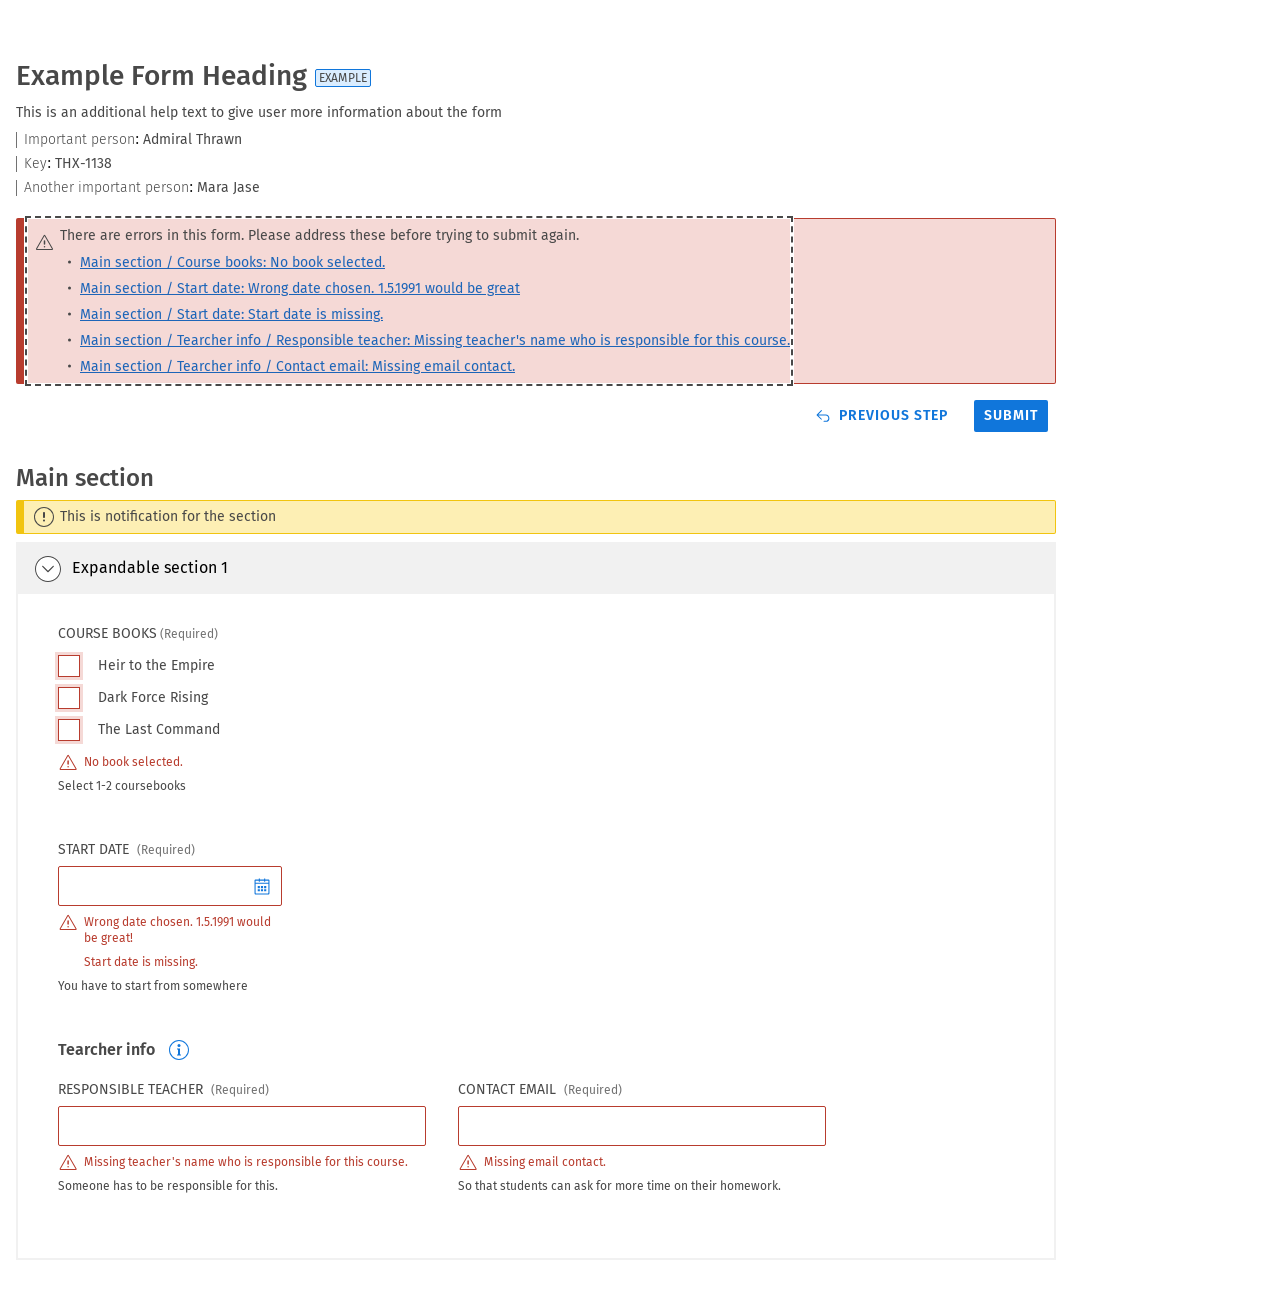 Example Form Heading EXAMPLE
This is an additional help text to give user more information about the form
Important person: Admiral Thrawn
Key: THX-1138
Another important person: Mara Jase
There are errors in this form. Please address these before trying to submit again.
• Main section / Course books: No book selected.
• Main section / Start date: Wrong date chosen. 1.5.1991 would be great
• Main section / Start date: Start date is missing.
• Main section / Tearcher info / Responsible teacher: Missing teacher's name who is responsible for this course.
• Main section / Tearcher info / Contact email: Missing email contact.
PREVIOUS STEP SUBMIT
Main section
This is notification for the section
Expandable section 1
COURSE BOOKS (Required)
Heir to the Empire
Dark Force Rising
The Last Command
No book selected.
Select 1-2 coursebooks
START DATE (Required)
Wrong date chosen. 1.5.1991 would
be great!
Start date is missing.
You have to start from somewhere
Tearcher info
RESPONSIBLE TEACHER (Required) CONTACT EMAIL (Required)
Missing teacher's name who is responsible for this course. Missing email contact.
Someone has to be responsible for this. So that students can ask for more time on their homework.